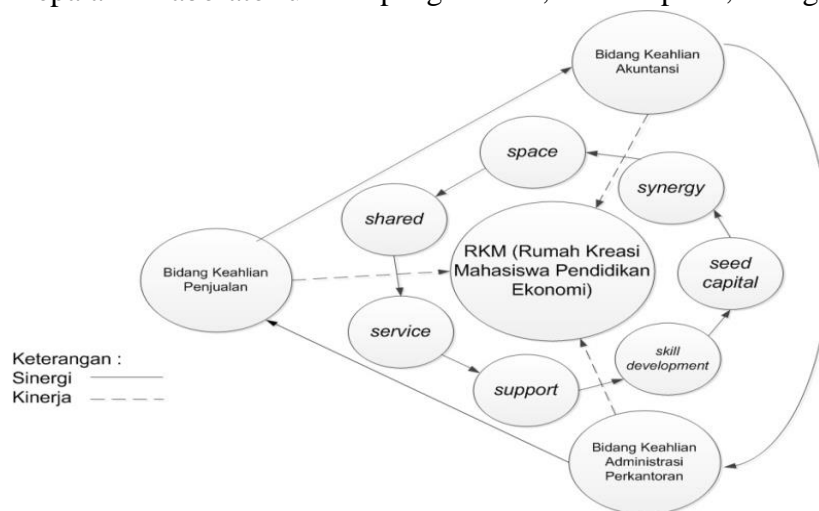 Bidang Keahlian
Akuntansi
space
synergy
shared
RKM (Rumah Kreasi
Mahasiswa Pendidikan
Ekonomi)
Bidang Keahlian
Penjualan
seed
capital
service
skill
development
support
Keterangan :
Sinergi
Kinerja
Bidang Keahlian
Administrasi
Perkantoran